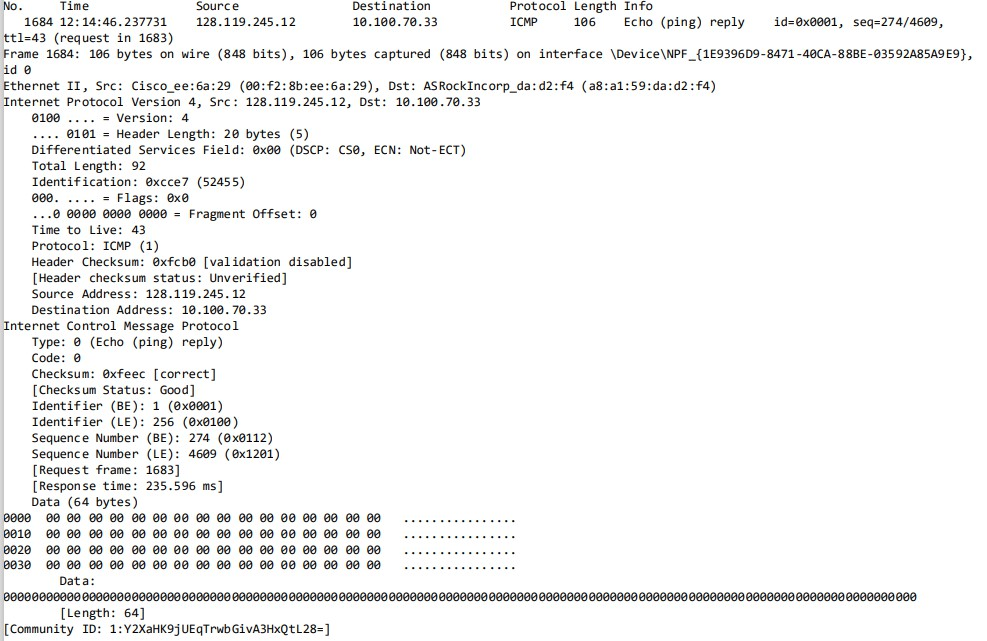 No. Time Source Destination Protocol Length Info
1684 12:14:46.237731 128.119.245.12 10.100.70.33 ICMP 106 Echo (ping) reply id=0x0001, seq=274/4609,
ttl=43 (request in 1683)
Frame 1684: 106 bytes on wire (848 bits), 106 bytes captured (848 bits) on interface \Device\NPF_{1E9396D9-8471-40CA-88BE-03592A85A9E9},
id 0
Ethernet II, Src: Cisco_ee:6a:29 (00:f2:8b:ee:6a:29), Dst: ASRockIncorp_da:d2:f4 (a8:a1:59:da:d2:f4)
Internet Protocol Version 4, Src: 128.119.245.12, Dst: 10.100.70.33
0100 .... = Version: 4
.... 0101 = Header Length: 20 bytes (5)
Differentiated Services Field: 0x00 (DSCP: CS0, ECN: Not-ECT)
Total Length: 92
Identification: 0xcce7 (52455)
000. .... = Flags: 0x0
...0 0000 0000 0000 = Fragment Offset: 0
Time to Live: 43
Protocol: ICMP (1)
Header Checksum: 0xfcb0 [validation disabled]
[Header checksum status: Unverified]
Source Address: 128.119.245.12
Destination Address: 10.100.70.33
Internet Control Message Protocol
Type: 0 (Echo (ping) reply)
Code: 0
Checksum: 0xfeec [correct]
[Checksum Status: Good]
Identifier (BE): 1 (0x0001)
Identifier (LE): 256 (0x0100)
Sequence Number (BE): 274 (0x0112)
Sequence Number (LE): 4609 (0x1201)
[Request frame: 1683]
[Response time: 235.596 ms]
Data (64 bytes)
0000 00 00 00 00 00 00 00 00 00 00 00 00 00 00 00 00 ................
0010 00 00 00 00 00 00 00 00 00 00 00 00 00 00 00 00 ................
0020 00 00 00 00 00 00 00 00 00 00 00 00 00 00 00 00 ................
0030 00 00 00 00 00 00 00 00 00 00 00 00 00 00 00 00 ................
Data:
00000000000000000000000000000000000000000000000000000000000000000000000000000000000000000000000000000000000000000000000000000000
[Length: 64]
[Community ID: 1:Y2XaHK9jUEqTrwbGivA3HxQtL28=]